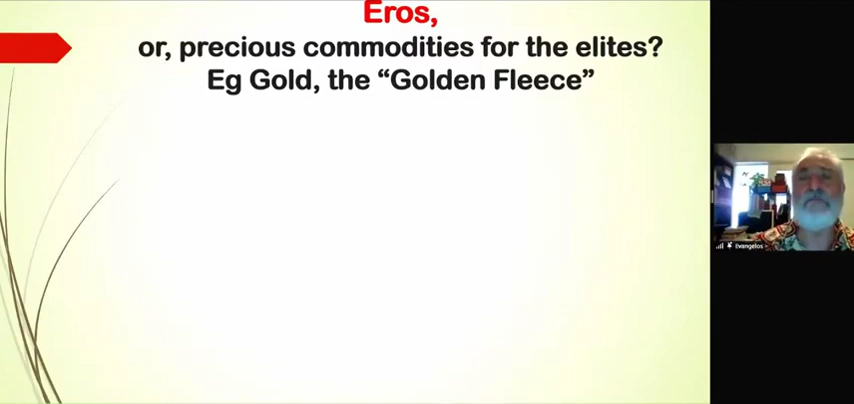 Eros,
or, precious commodities for the elites?
Eg Gold, the “Golden Fleece”
Evangelos